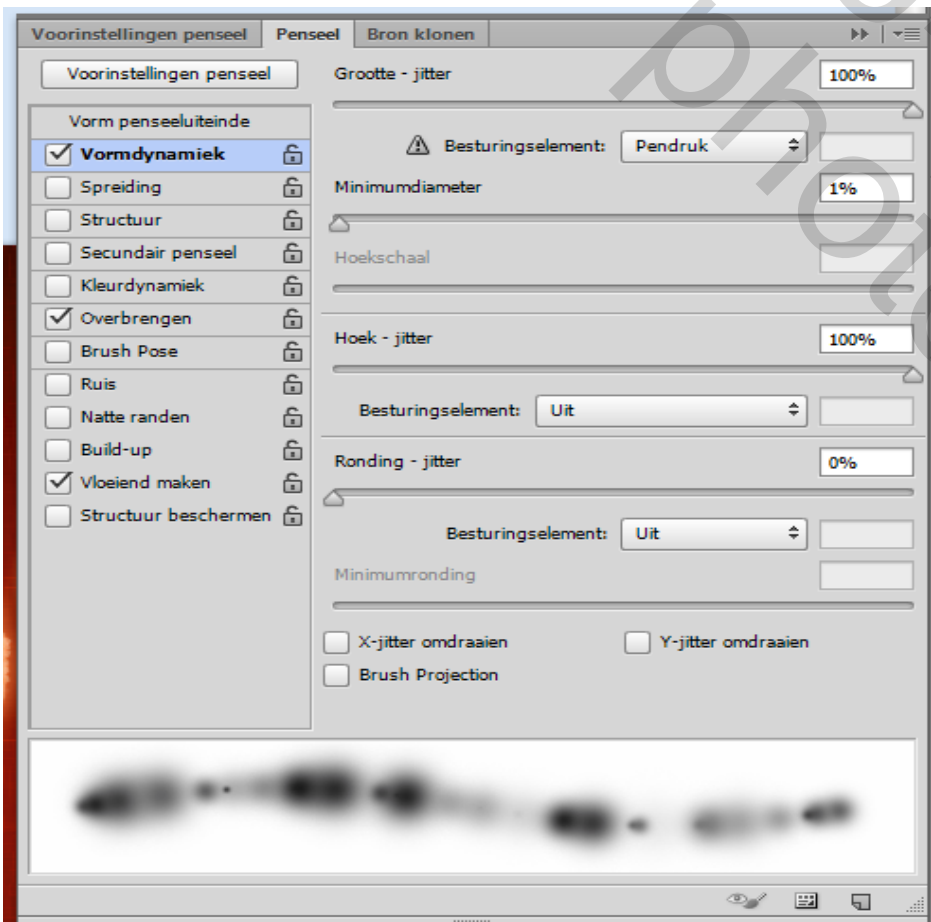 Voorinstellingen penseel Penseel Bron klonen
Voorinstellingen penseel
Vorm penseeluiteinde
Vormdynamiek
Spreiding
Structuur
Secundair penseel
Kleurdynamiek
Overbrengen
Brush Pose
Ruis
Natte randen
Build-up
Vloeiend maken
Structuur beschermen
Grootte - jitter 100%
Besturingselement: Pendruk
Minimumdiameter 1%
Hoekschaal
Hoek - jitter 100%
Besturingselement: Uit
Ronding - jitter 0%
Besturingselement: Uit
Minimumronding
X-jitter omdraaien Y-jitter omdraaien
Brush Projection